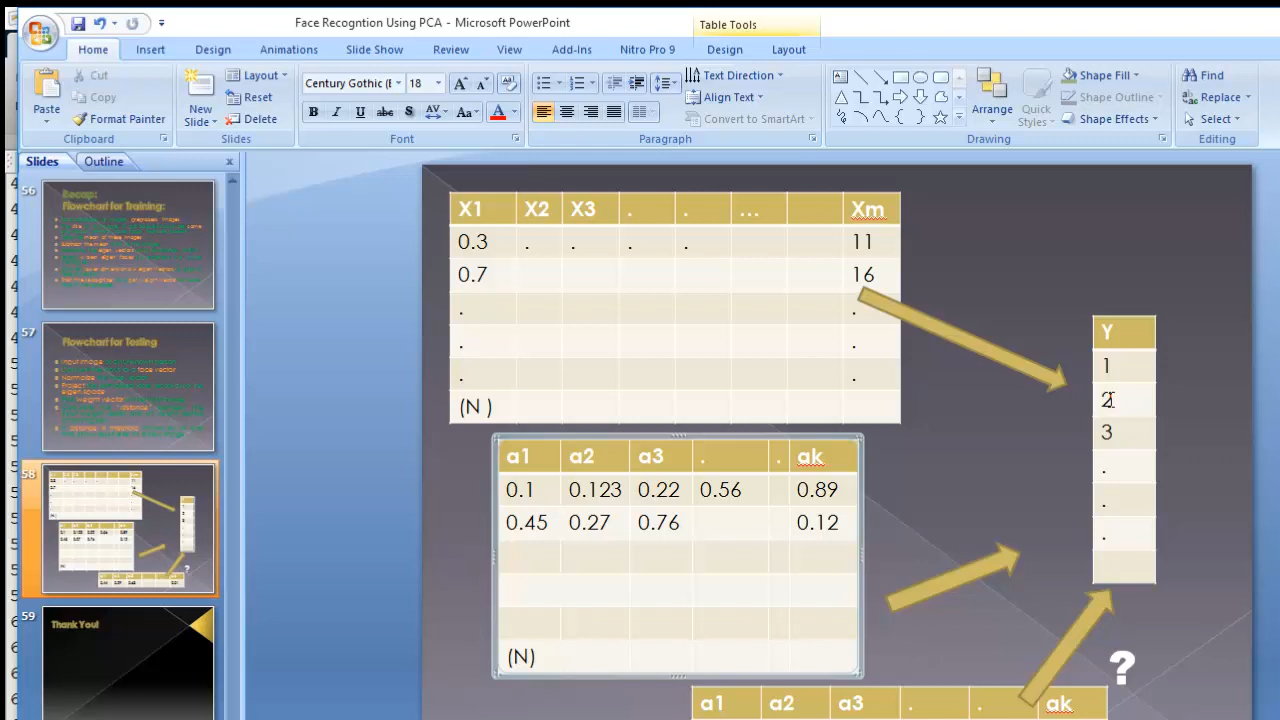 Face Recogntion Using PCA - Microsoft PowerPoint
Table Tools
Home Insert Design Animations Slide Show Review View Add-Ins Nitro Pro 9 Design Layout
Paste
Cut
Copy
Format Painter
Clipboard
New Slide
Layout
Reset
Delete
Slides
Century Gothic (E 18
B I U abc AV Aa A
Font
Text Direction
Align Text
Convert to SmartArt
Paragraph
Arrange
Quick Styles
Shape Fill
Shape Outline
Shape Effects
Drawing
Find
Replace
Select
Editing
Slides Outline
56
Recap:
Flowchart for Training:
57
Flowchart for Testing
58
59
Thank You!
X1 X2 X3 . . ... Xm
0.3 . . . . 11
0.7 16
. .
. .
. .
(N )
Y
1
2
3
.
.
.
a1 a2 a3 . . ak
0.1 0.123 0.22 0.56 0.89
0.45 0.27 0.76 0.12
(N)
?
a1 a2 a3 . . ak